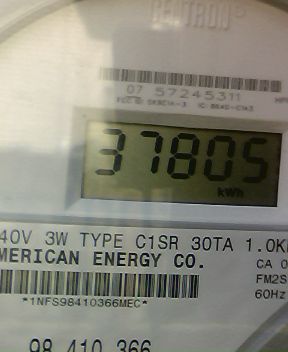 CENTRON®
07 57245311
37805
kWh
40V 3W TYPE C1SR 30TA 1.0K
MERICAN ENERGY CO.
CA 0
FM2S
60Hz
*1NFS98410366MEC*
98 410 366